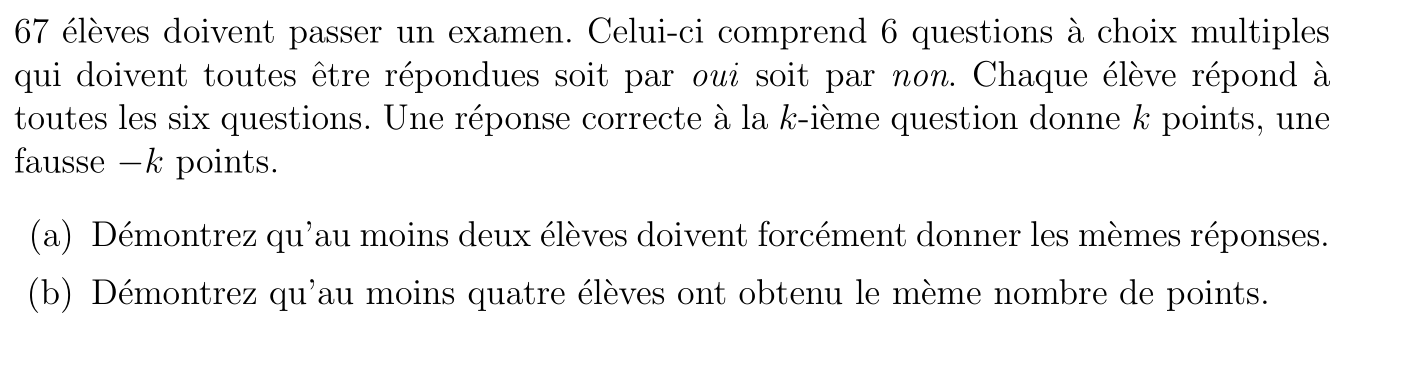 67 élèves doivent passer un examen. Celui-ci comprend 6 questions à choix multiples
qui doivent toutes être répondues soit par oui soit par non. Chaque élève répond à
toutes les six questions. Une réponse correcte à la k-ième question donne k points, une
fausse −k points.
(a) Démontrez qu'au moins deux élèves doivent forcément donner les mèmes réponses.
(b) Démontrez qu'au moins quatre élèves ont obtenu le mème nombre de points.